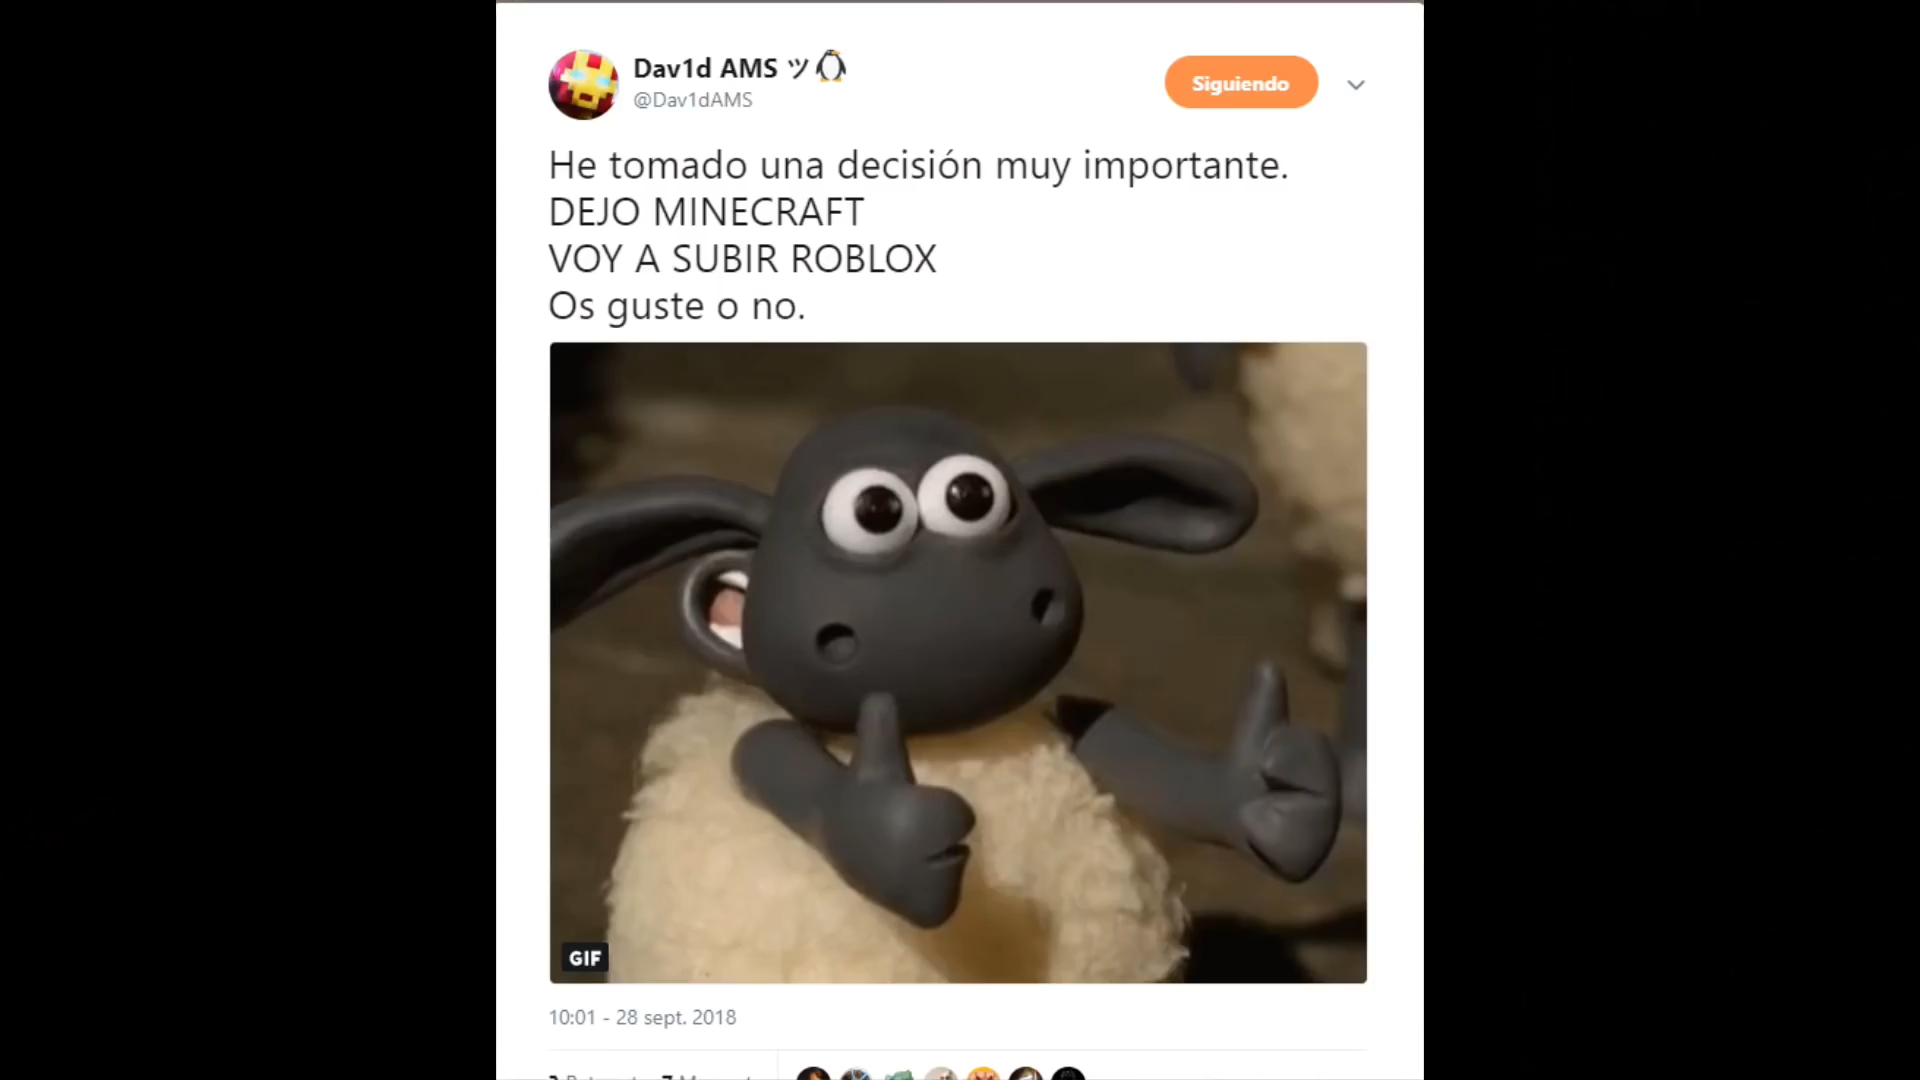 Dav1d AMS ツ🐧
@Dav1dAMS
Siguiendo
He tomado una decisión muy importante.
DEJO MINECRAFT
VOY A SUBIR ROBLOX
Os guste o no.
GIF
10:01 - 28 sept. 2018